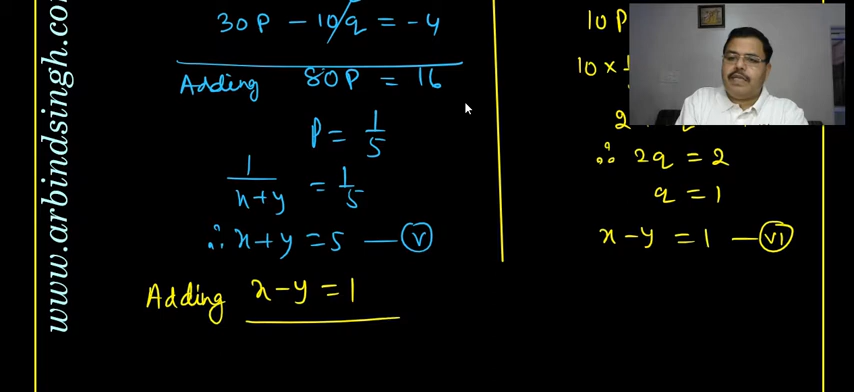 www.arbindsingh.com
30P − 10q = −4
Adding 80P = 16
P = 1/5
1/(x+y) = 1/5
∴ x + y = 5 — (V)
Adding x − y = 1
10P
10 ×
2
∴ 2q = 2
q = 1
x − y = 1 — (VI)